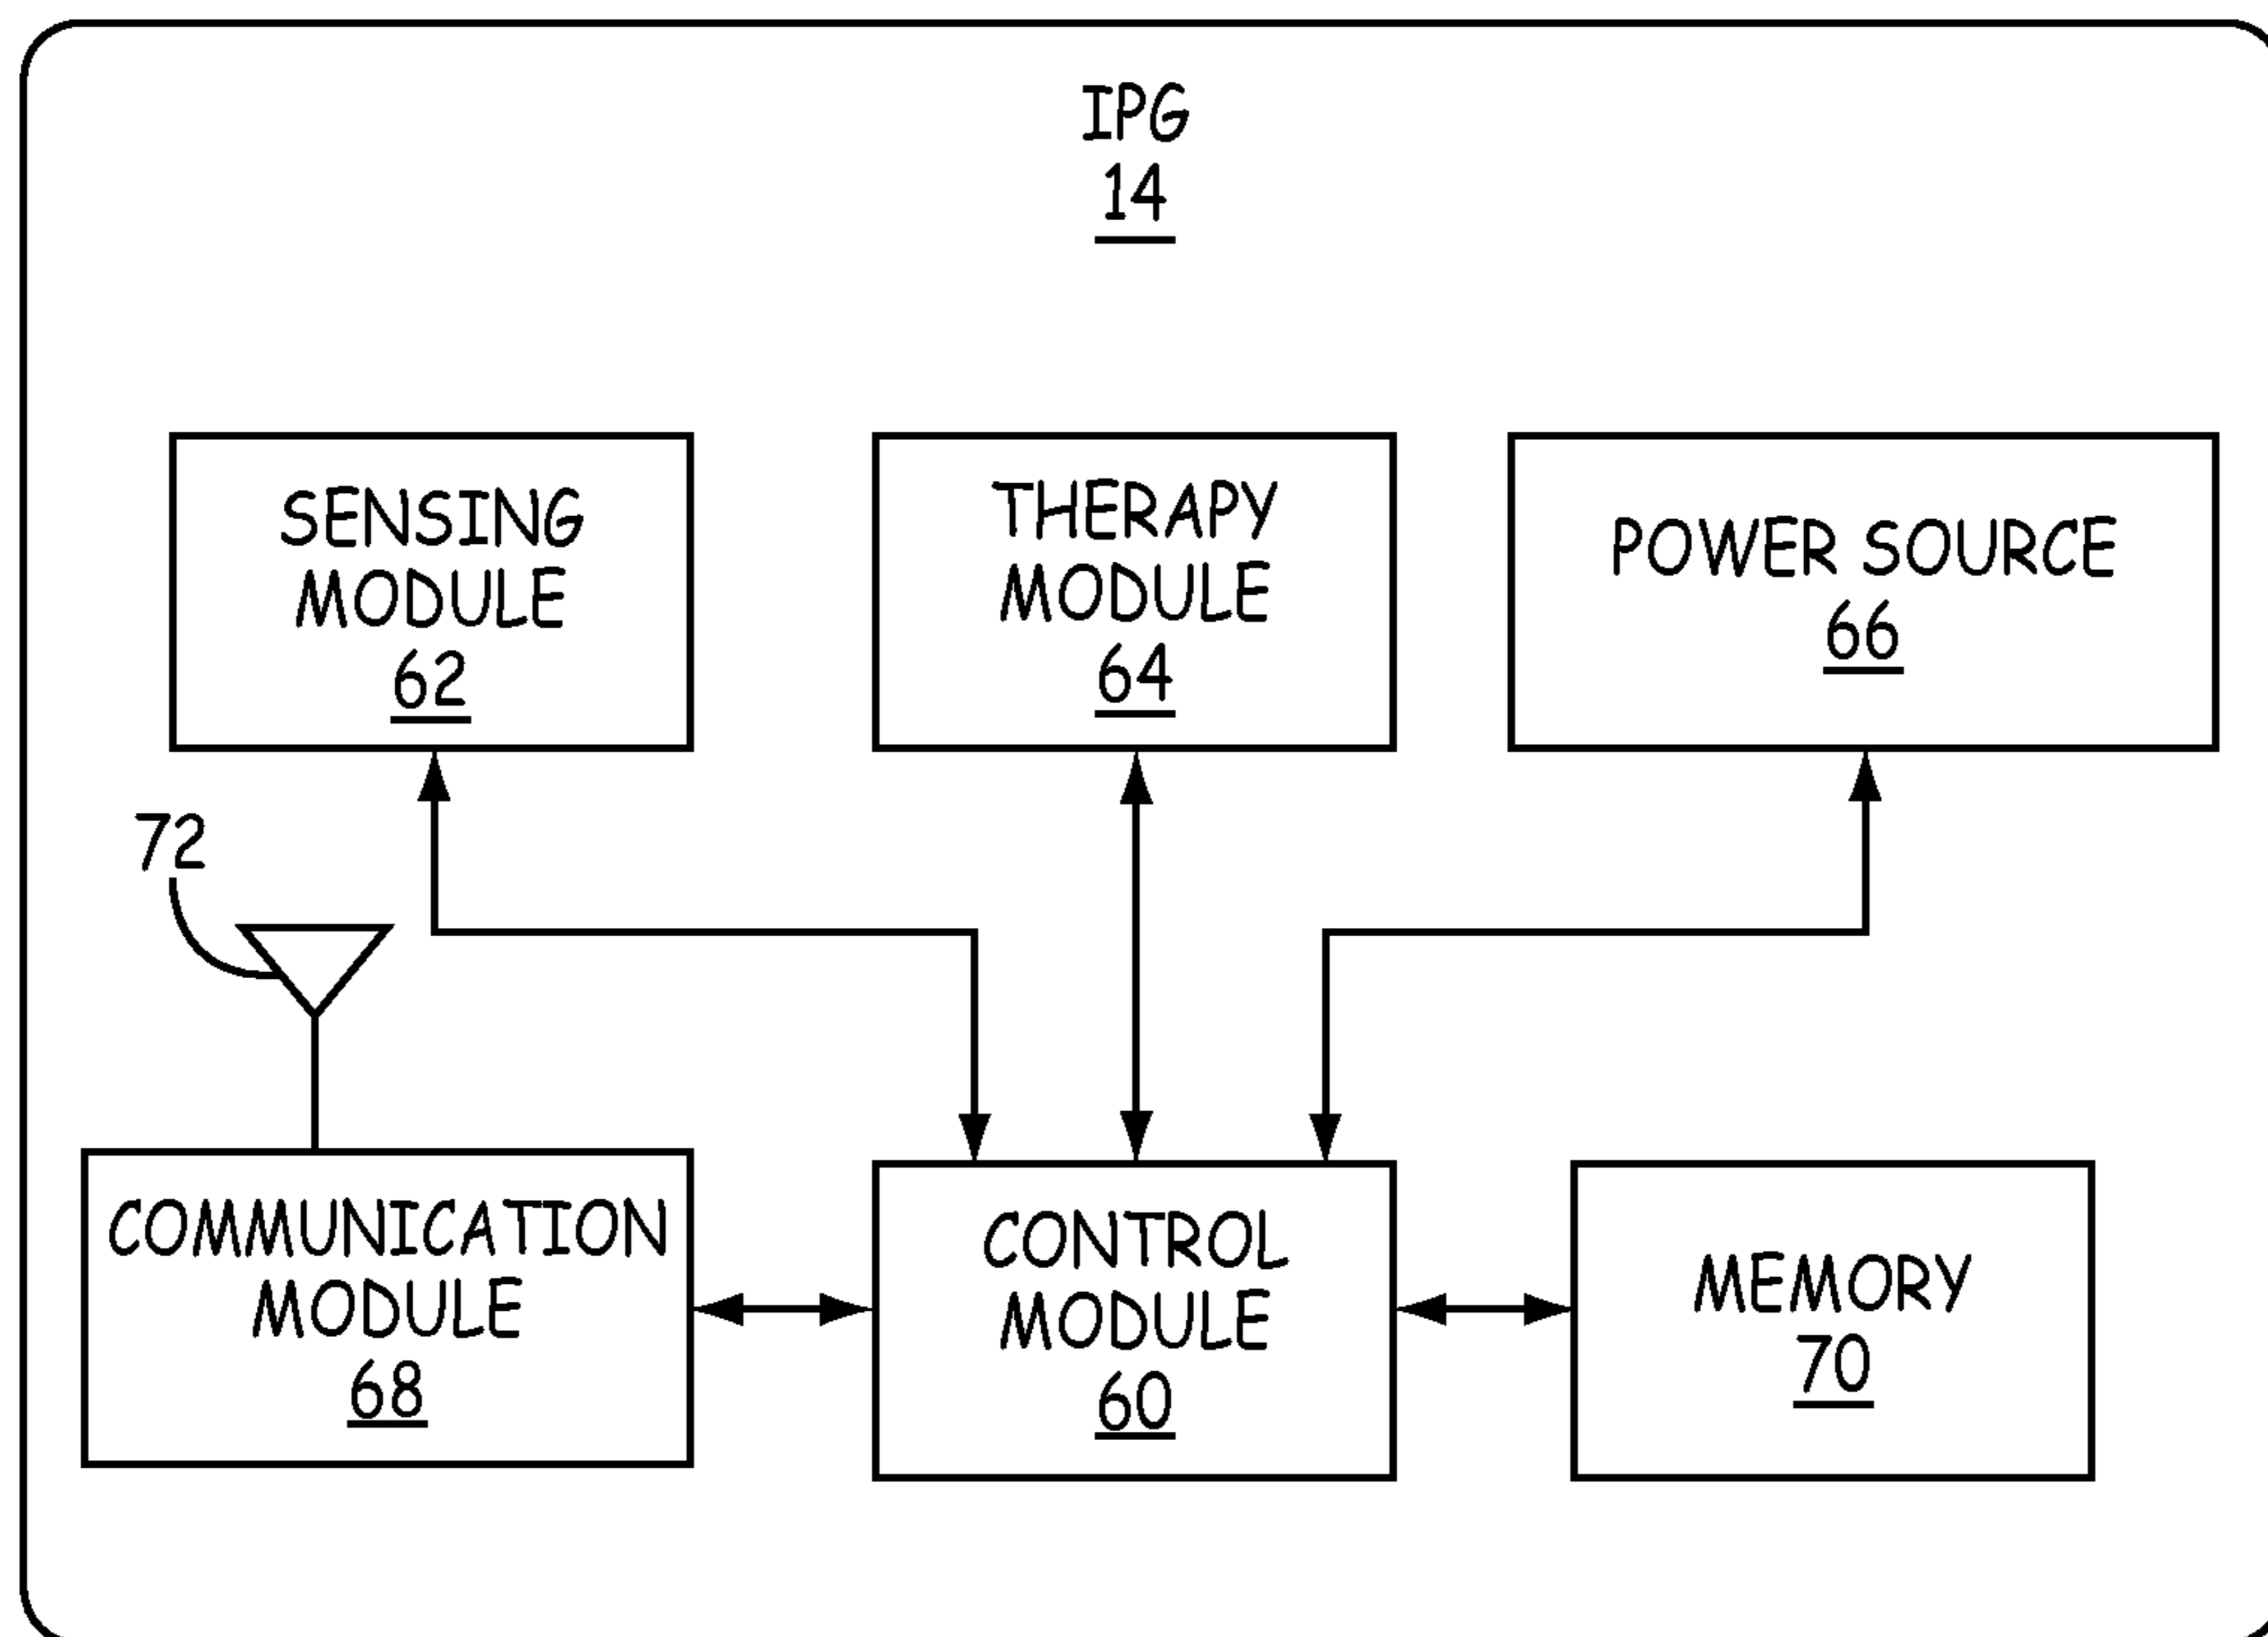 IPG
14
SENSING
MODULE
62
THERAPY
MODULE
64
POWER SOURCE
66
72
COMMUNICATION
MODULE
68
CONTROL
MODULE
60
MEMORY
70